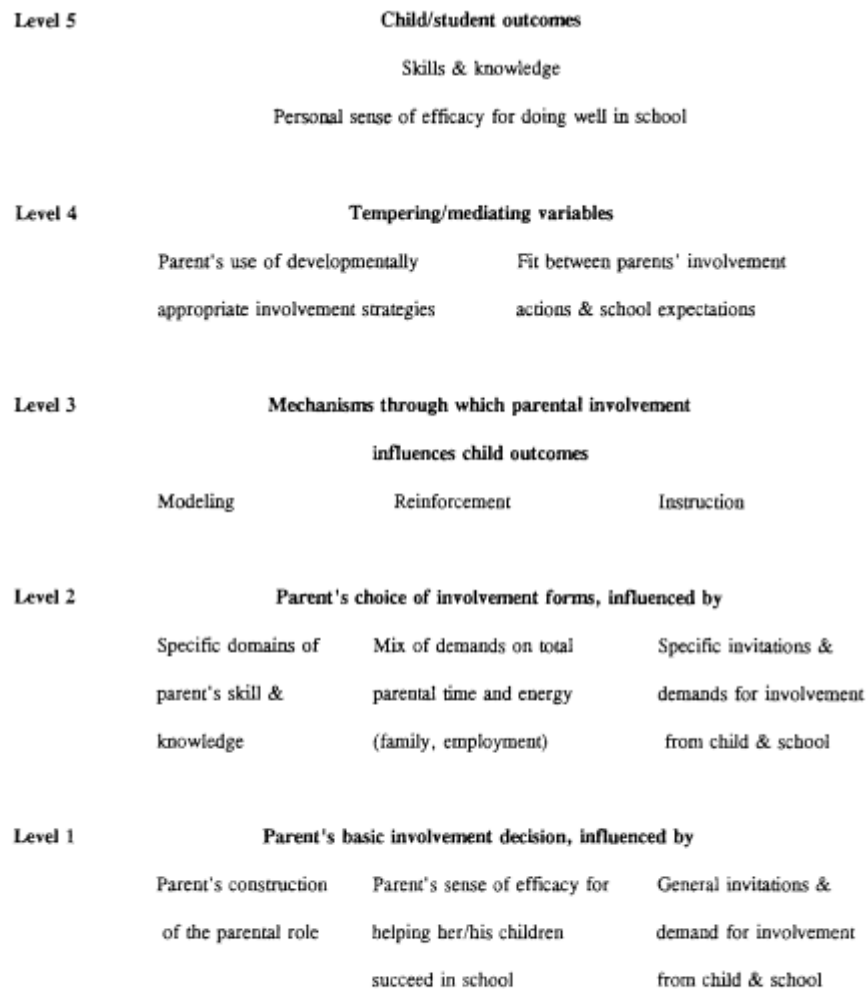 Level 5 Child/student outcomes
Skills & knowledge
Personal sense of efficacy for doing well in school
Level 4 Tempering/mediating variables
Parent's use of developmentally Fit between parents' involvement
appropriate involvement strategies actions & school expectations
Level 3 Mechanisms through which parental involvement
influences child outcomes
Modeling Reinforcement Instruction
Level 2 Parent's choice of involvement forms, influenced by
Specific domains of Mix of demands on total Specific invitations &
parent's skill & parental time and energy demands for involvement
knowledge (family, employment) from child & school
Level 1 Parent's basic involvement decision, influenced by
Parent's construction Parent's sense of efficacy for General invitations &
of the parental role helping her/his children demand for involvement
succeed in school from child & school